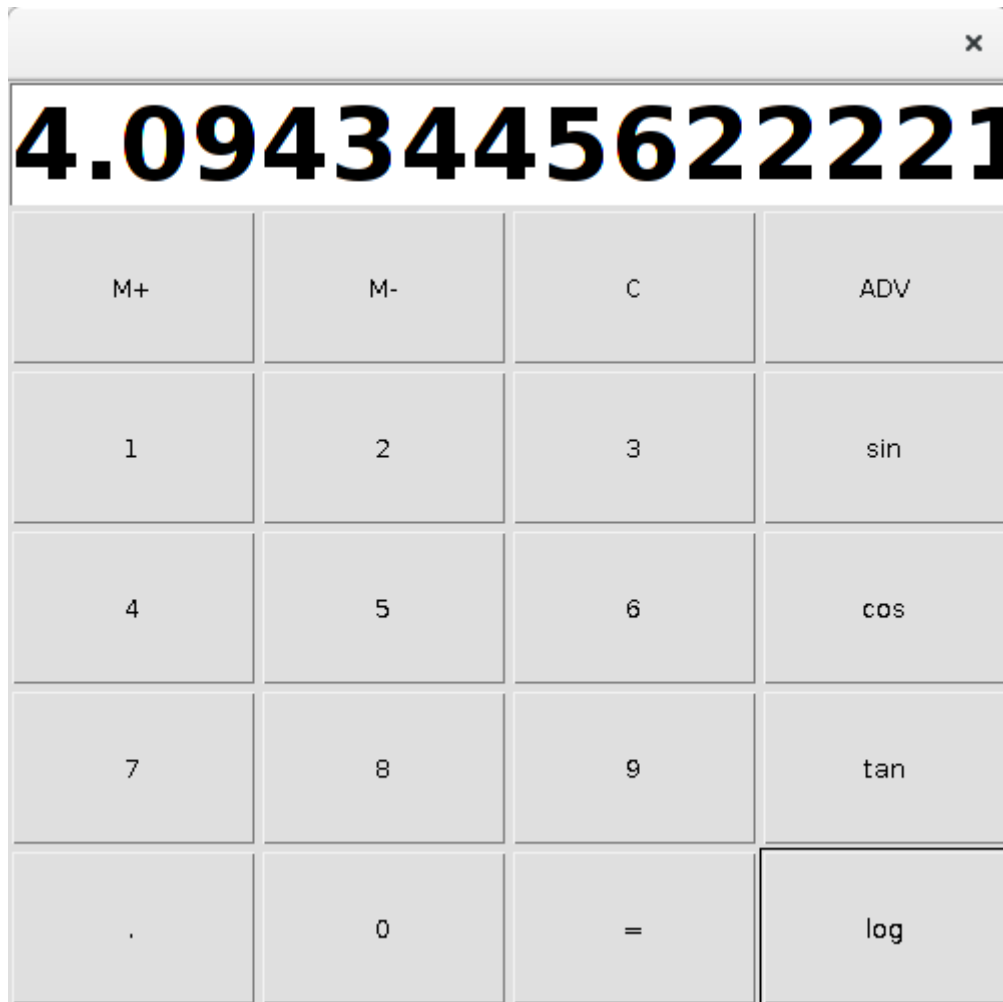 4.0943445622221
M+ M- C ADV
1 2 3 sin
4 5 6 cos
7 8 9 tan
. 0 = log